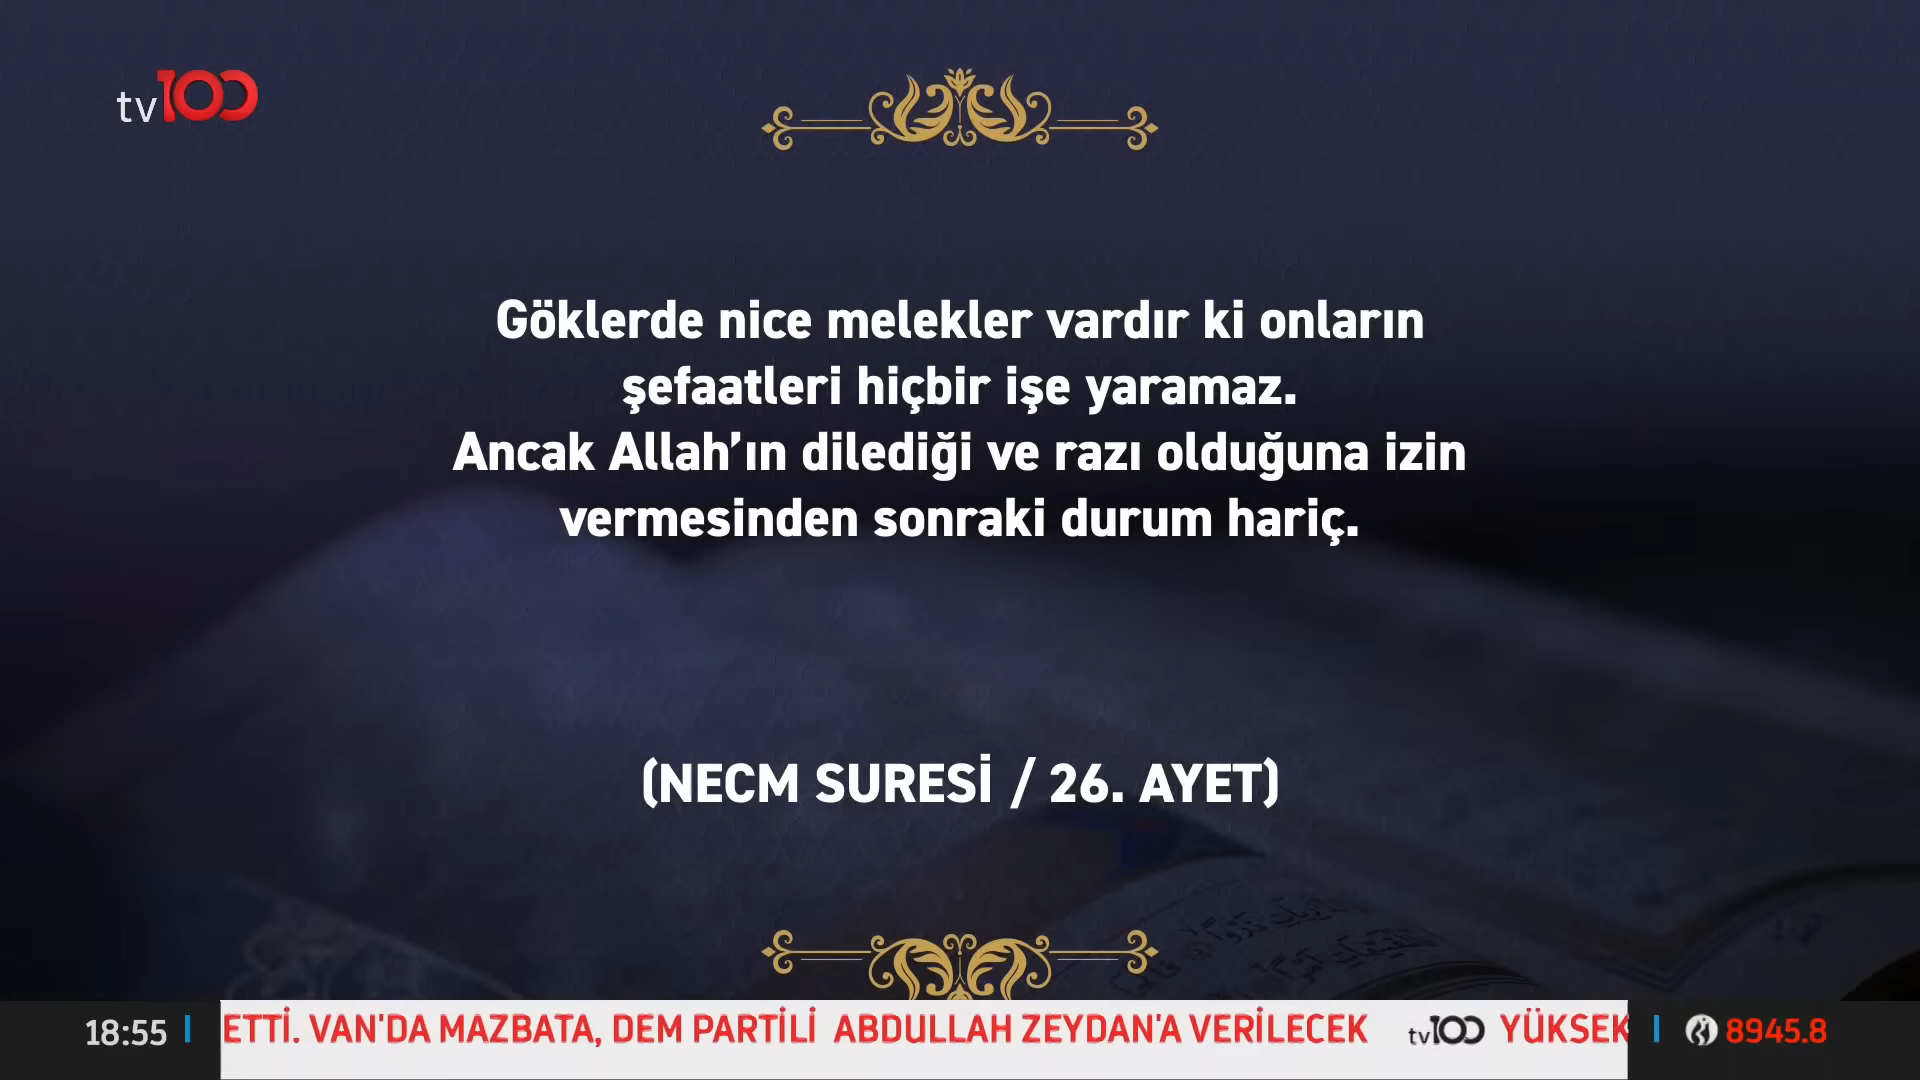 tv100
Göklerde nice melekler vardır ki onların
şefaatleri hiçbir işe yaramaz.
Ancak Allah’ın dilediği ve razı olduğuna izin
vermesinden sonraki durum hariç.
(NECM SURESİ / 26. AYET)
18:55
ETTİ. VAN'DA MAZBATA, DEM PARTİLİ ABDULLAH ZEYDAN'A VERİLECEK tv100 YÜKSEK
8945.8